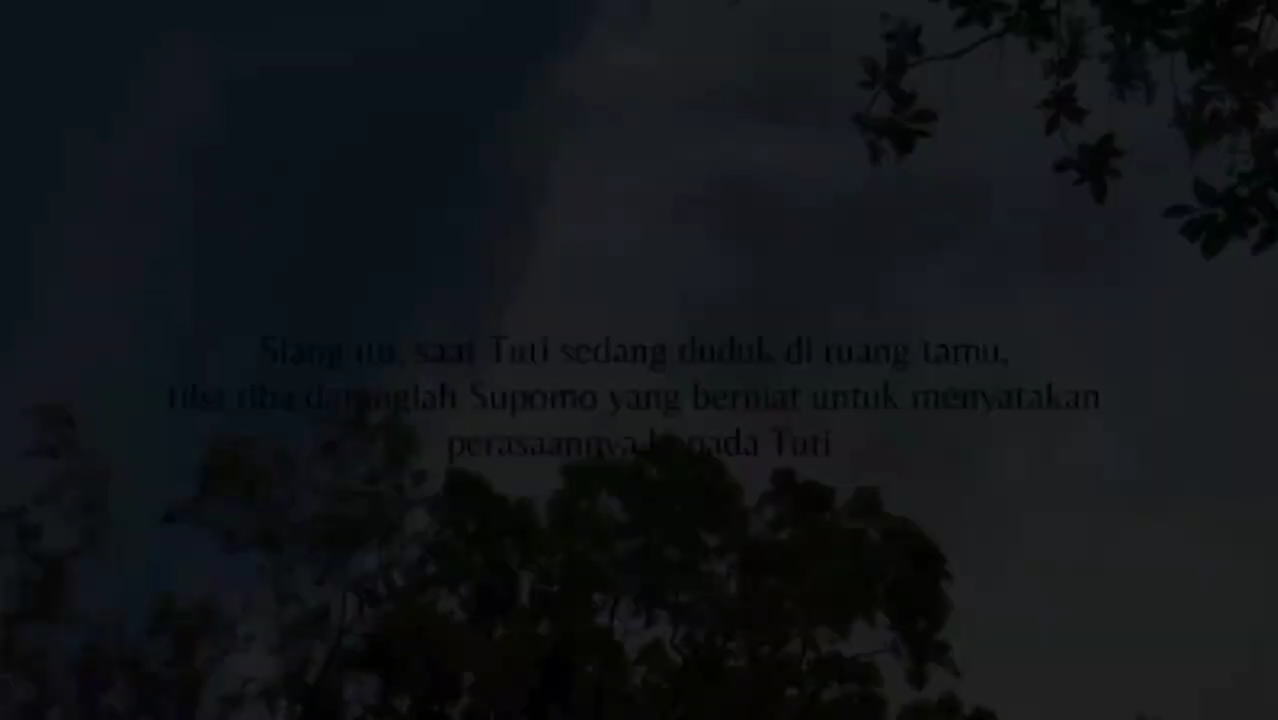 Siang itu, saat Tuti sedang duduk di ruang tamu,
tiba tiba datanglah Supomo yang berniat untuk menyatakan
perasaannya kepada Tuti